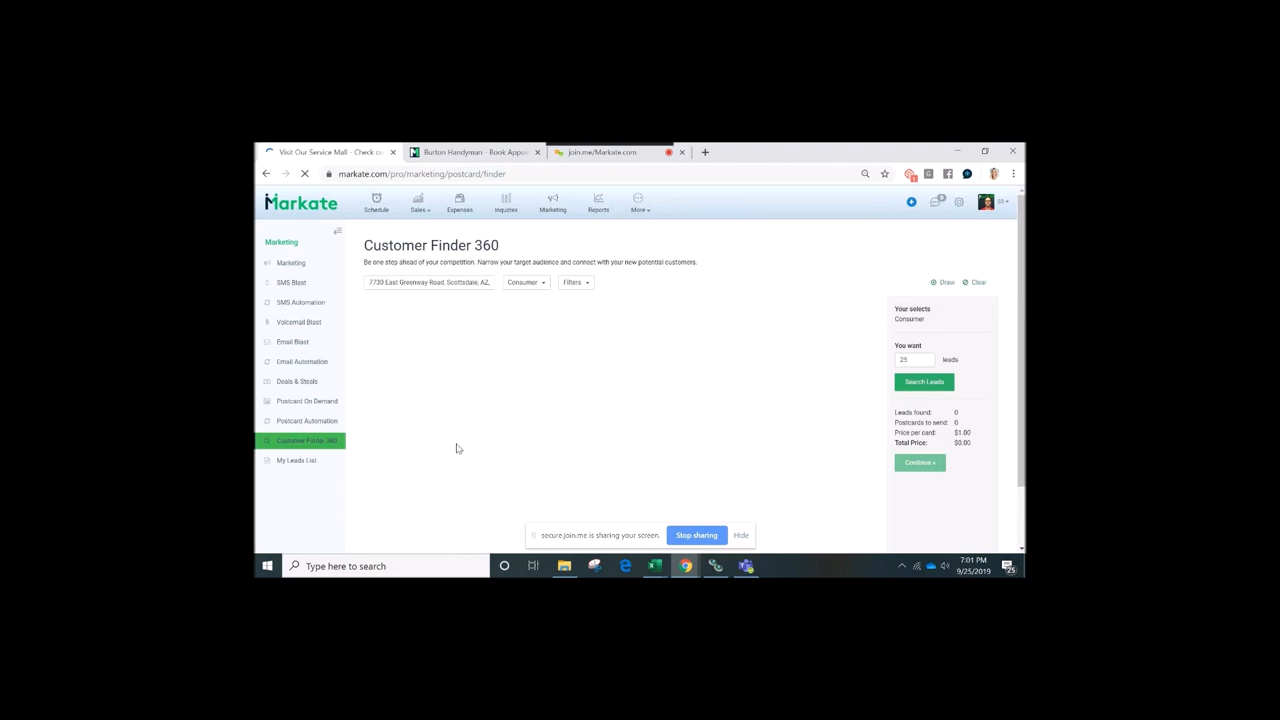 Visit Our Service Mall - Check ou
Burton Handyman - Book Appoi
join.me/Markate.com
markate.com/pro/marketing/postcard/finder
Markate
Schedule
Sales
Expenses
Inquiries
Marketing
Reports
More
Marketing
Marketing
SMS Blast
SMS Automation
Voicemail Blast
Email Blast
Email Automation
Deals & Steals
Postcard On Demand
Postcard Automation
Customer Finder 360
My Leads List
Customer Finder 360
Be one step ahead of your competition. Narrow your target audience and connect with your new potential customers.
7730 East Greenway Road, Scottsdale, AZ,
Consumer
Filters
Draw
Clear
Your selects
Consumer
You want
25 leads
Search Leads
Leads found: 0
Postcards to send: 0
Price per card: $1.00
Total Price: $0.00
Continue »
secure.join.me is sharing your screen.
Stop sharing
Hide
Type here to search
7:01 PM
9/25/2019
25